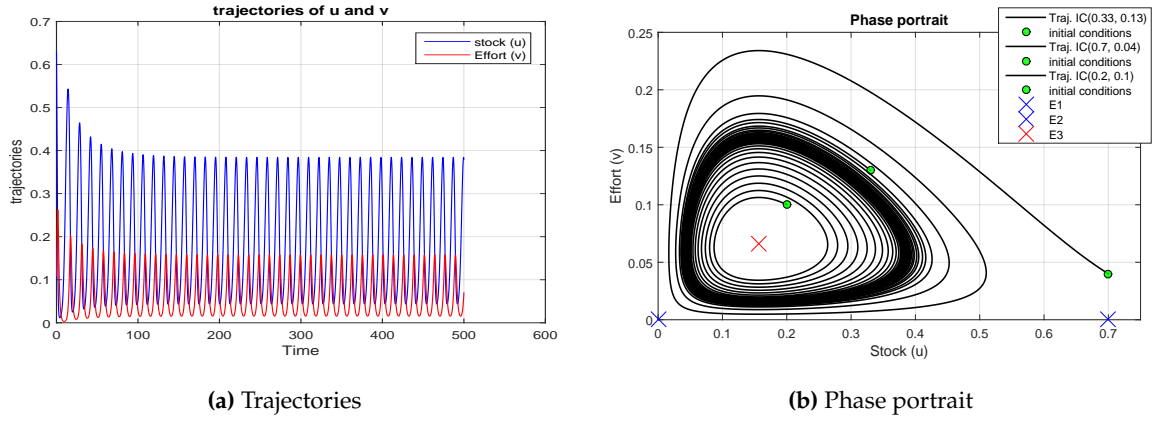 trajectories of u and v
0.7
0.6
0.5
0.4
0.3
0.2
0.1
0
trajectories
0
100
200
300
400
500
600
Time
stock (u)
Effort (v)
(a) Trajectories
Phase portrait
0.25
0.2
0.15
0.1
0.05
0
Effort (v)
0
0.1
0.2
0.3
0.4
0.5
0.6
0.7
Stock (u)
Traj. IC(0.33, 0.13)
initial conditions
Traj. IC(0.7, 0.04)
initial conditions
Traj. IC(0.2, 0.1)
initial conditions
E1
E2
E3
(b) Phase portrait